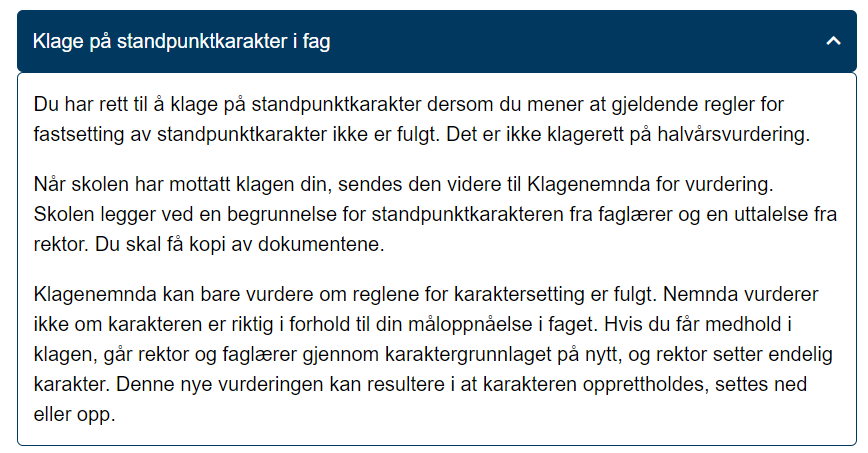 Klage på standpunktkarakter i fag
Du har rett til å klage på standpunktkarakter dersom du mener at gjeldende regler for
fastsetting av standpunktkarakter ikke er fulgt. Det er ikke klagerett på halvårsvurdering.
Når skolen har mottatt klagen din, sendes den videre til Klagenemnda for vurdering.
Skolen legger ved en begrunnelse for standpunktkarakteren fra faglærer og en uttalelse fra
rektor. Du skal få kopi av dokumentene.
Klagenemnda kan bare vurdere om reglene for karaktersetting er fulgt. Nemnda vurderer
ikke om karakteren er riktig i forhold til din måloppnåelse i faget. Hvis du får medhold i
klagen, går rektor og faglærer gjennom karaktergrunnlaget på nytt, og rektor setter endelig
karakter. Denne nye vurderingen kan resultere i at karakteren opprettholdes, settes ned
eller opp.